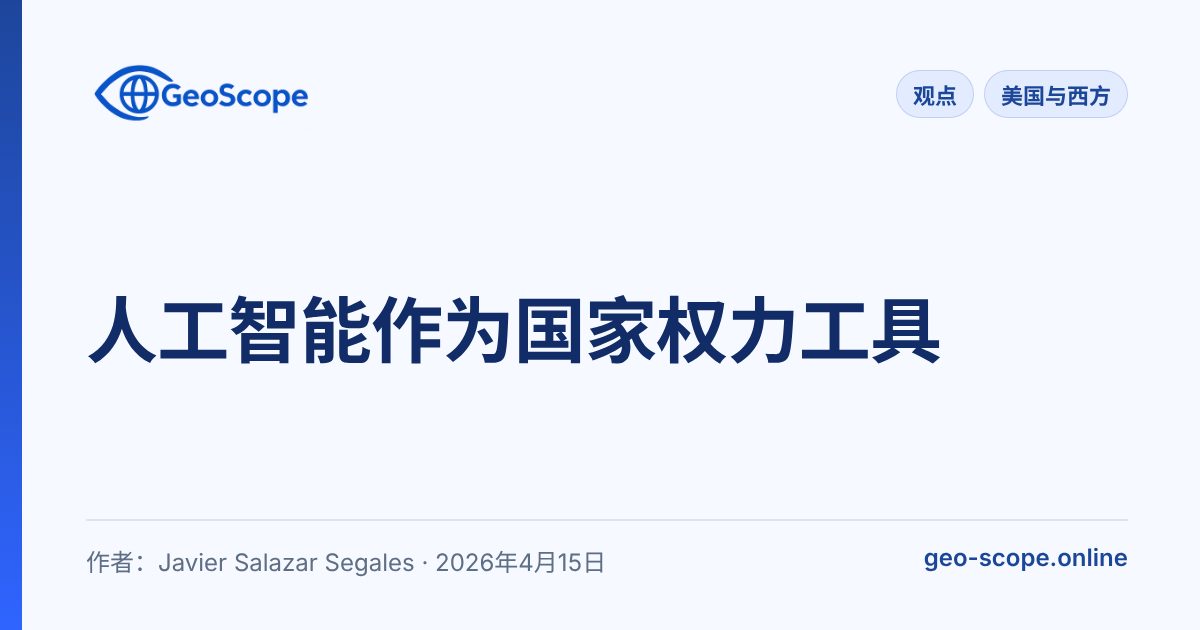 GeoScope
观点
美国与西方
人工智能作为国家权力工具
作者：Javier Salazar Segales · 2026年4月15日
geo-scope.online